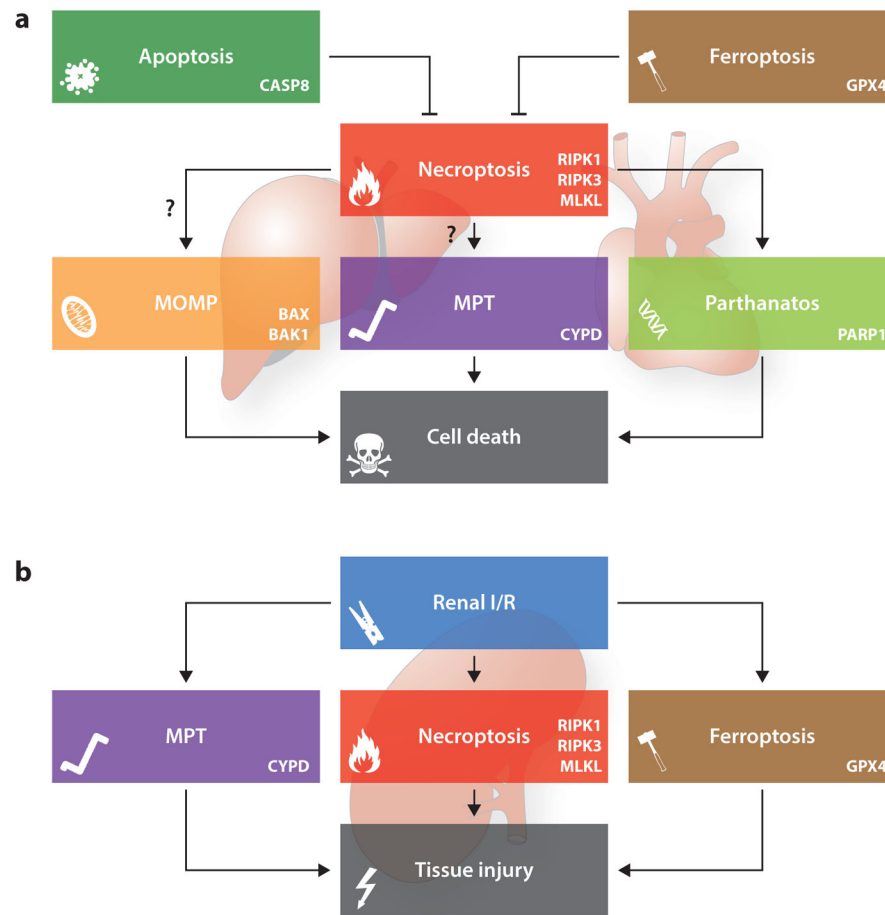 a
Apoptosis
CASP8
Ferroptosis
GPX4
Necroptosis
RIPK1
RIPK3
MLKL
?
?
MOMP
BAX
BAK1
MPT
CYPD
Parthanatos
PARP1
Cell death
b
Renal I/R
MPT
CYPD
Necroptosis
RIPK1
RIPK3
MLKL
Ferroptosis
GPX4
Tissue injury